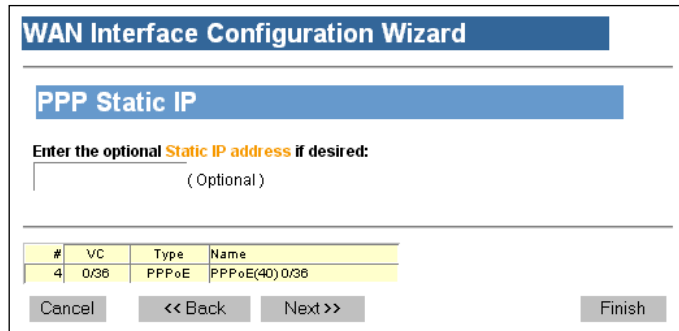 WAN Interface Configuration Wizard
PPP Static IP
Enter the optional Static IP address if desired:
( Optional )
# VC Type Name
4 0/36 PPPoE PPPoE(40) 0/36
Cancel << Back Next >> Finish